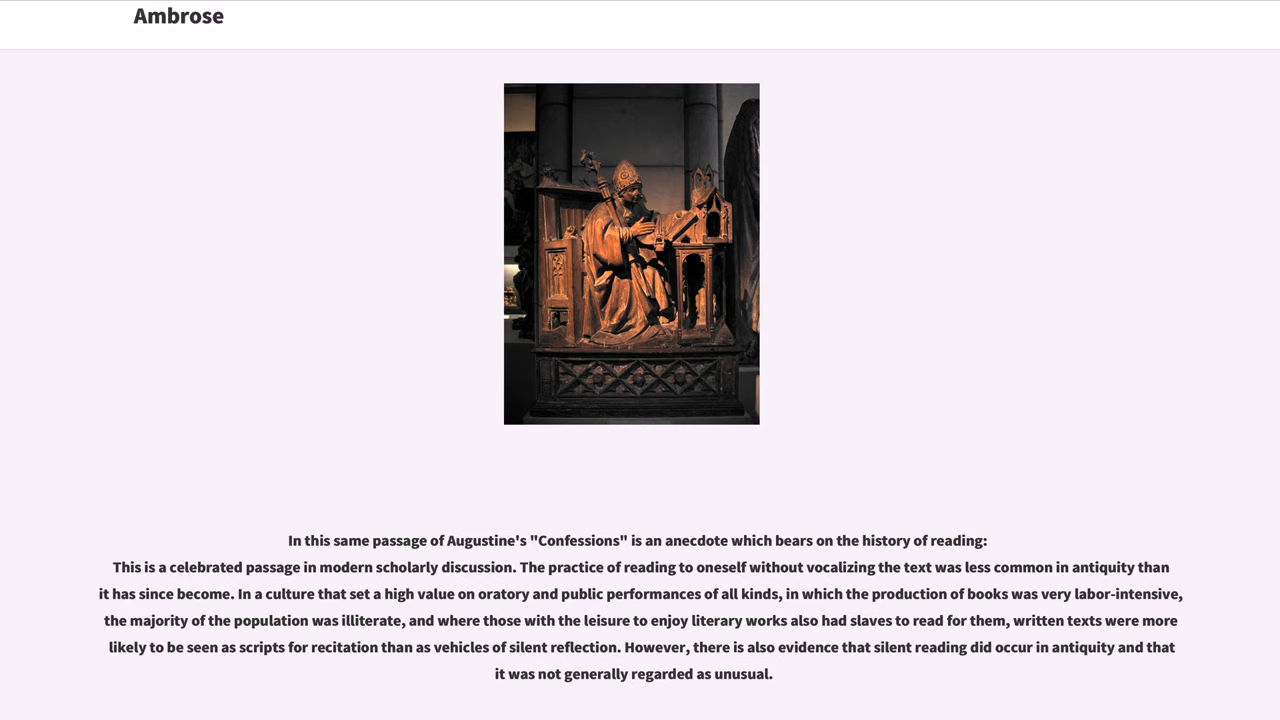 Ambrose
In this same passage of Augustine's "Confessions" is an anecdote which bears on the history of reading:
This is a celebrated passage in modern scholarly discussion. The practice of reading to oneself without vocalizing the text was less common in antiquity than
it has since become. In a culture that set a high value on oratory and public performances of all kinds, in which the production of books was very labor-intensive,
the majority of the population was illiterate, and where those with the leisure to enjoy literary works also had slaves to read for them, written texts were more
likely to be seen as scripts for recitation than as vehicles of silent reflection. However, there is also evidence that silent reading did occur in antiquity and that
it was not generally regarded as unusual.